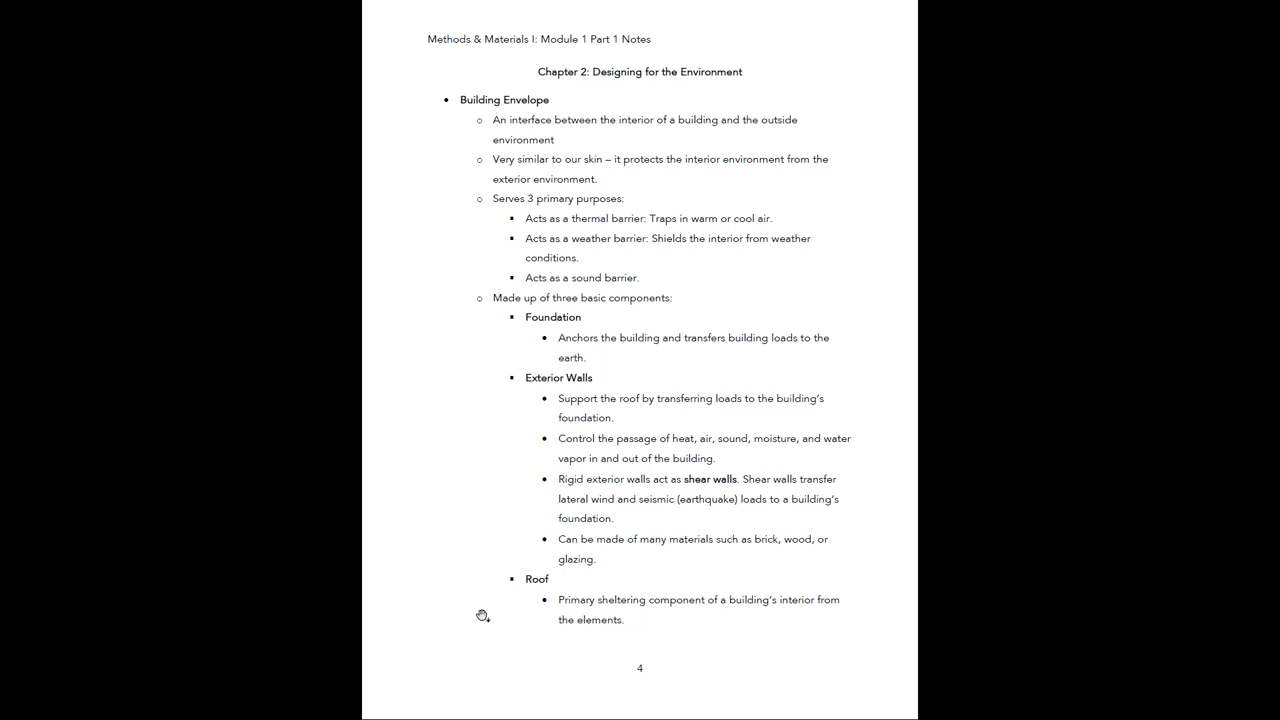 Methods & Materials I: Module 1 Part 1 Notes
Chapter 2: Designing for the Environment
• Building Envelope
o An interface between the interior of a building and the outside
environment
o Very similar to our skin – it protects the interior environment from the
exterior environment.
o Serves 3 primary purposes:
▪ Acts as a thermal barrier: Traps in warm or cool air.
▪ Acts as a weather barrier: Shields the interior from weather
conditions.
▪ Acts as a sound barrier.
o Made up of three basic components:
▪ Foundation
• Anchors the building and transfers building loads to the
earth.
▪ Exterior Walls
• Support the roof by transferring loads to the building’s
foundation.
• Control the passage of heat, air, sound, moisture, and water
vapor in and out of the building.
• Rigid exterior walls act as shear walls. Shear walls transfer
lateral wind and seismic (earthquake) loads to a building’s
foundation.
• Can be made of many materials such as brick, wood, or
glazing.
▪ Roof
• Primary sheltering component of a building’s interior from
the elements.
4